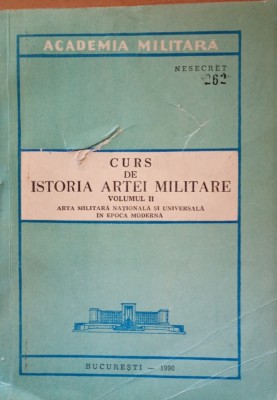 ACADEMIA MILITARĂ
NESECRET
262
CURS
DE
ISTORIA ARTEI MILITARE
VOLUMUL II
ARTA MILITARĂ NAȚIONALĂ ȘI UNIVERSALĂ
ÎN EPOCA MODERNĂ
BUCUREȘTI — 1990